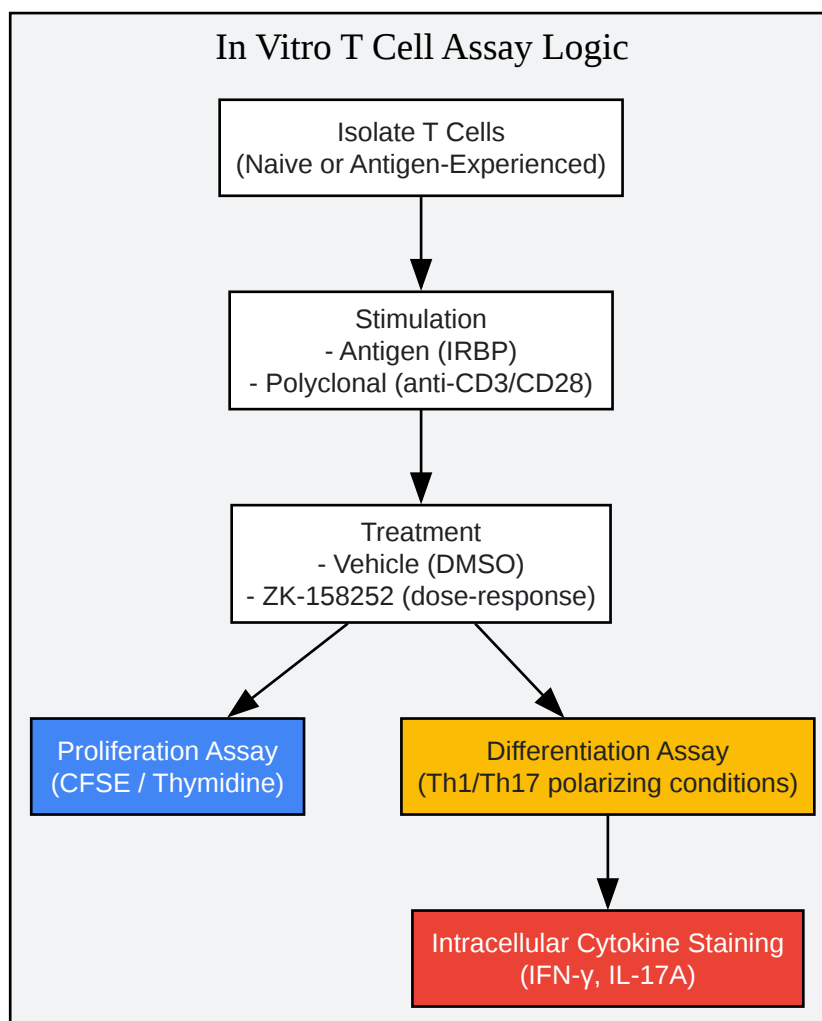 In Vitro T Cell Assay Logic
Isolate T Cells
(Naive or Antigen-Experienced)
Stimulation
- Antigen (IRBP)
- Polyclonal (anti-CD3/CD28)
Treatment
- Vehicle (DMSO)
- ZK-158252 (dose-response)
Proliferation Assay
(CFSE / Thymidine)
Differentiation Assay
(Th1/Th17 polarizing conditions)
Intracellular Cytokine Staining
(IFN-γ, IL-17A)